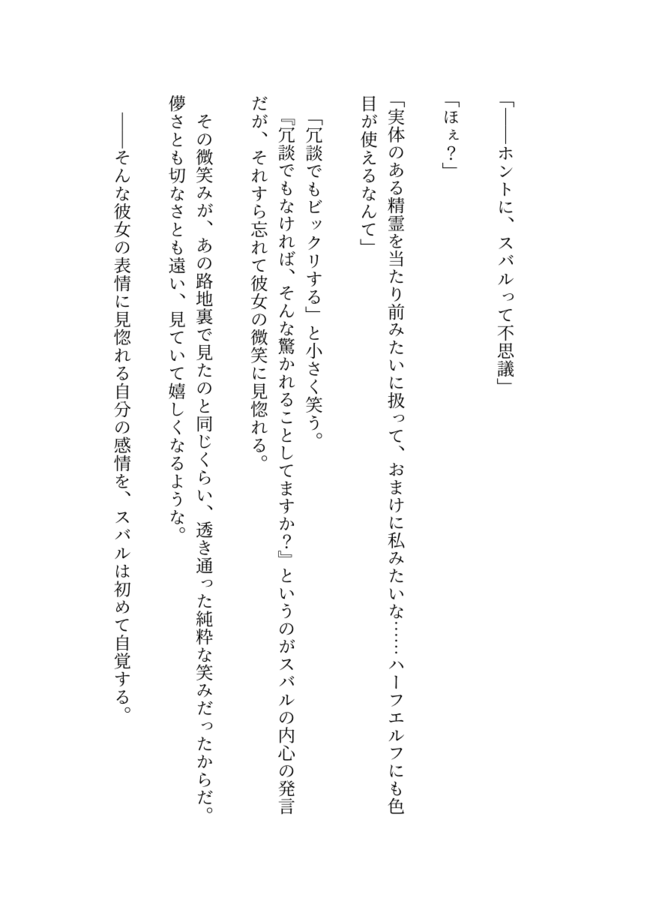 「――ホントに、スバルって不思議」
「ほぇ？」
「実体のある精霊を当たり前みたいに扱って、おまけに私みたいな……ハーフエルフにも色
目が使えるなんて」
「冗談でもビックリする」と小さく笑う。
『冗談でもなければ、そんな驚かれることしてますか？』というのがスバルの内心の発言
だが、それすら忘れて彼女の微笑に見惚れる。
その微笑みが、あの路地裏で見たのと同じくらい、透き通った純粋な笑みだったからだ。
儚さとも切なさとも遠い、見ていて嬉しくなるような。
――そんな彼女の表情に見惚れる自分の感情を、スバルは初めて自覚する。